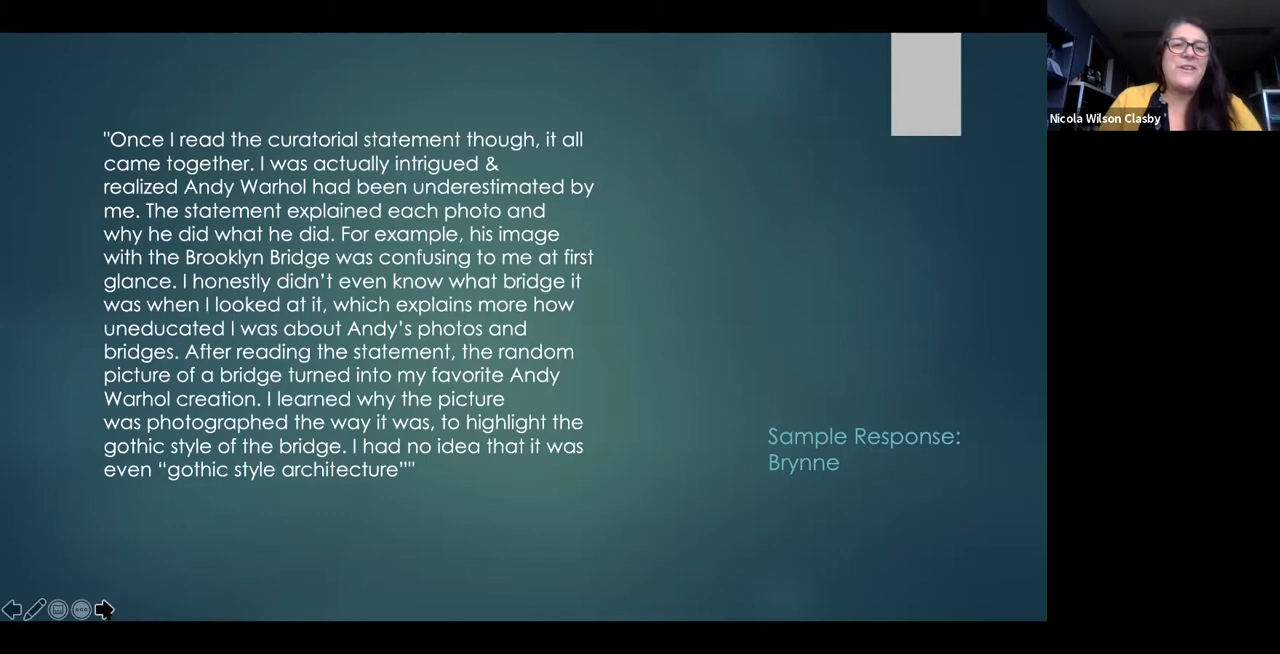 "Once I read the curatorial statement though, it all
came together. I was actually intrigued &
realized Andy Warhol had been underestimated by
me. The statement explained each photo and
why he did what he did. For example, his image
with the Brooklyn Bridge was confusing to me at first
glance. I honestly didn’t even know what bridge it
was when I looked at it, which explains more how
uneducated I was about Andy’s photos and
bridges. After reading the statement, the random
picture of a bridge turned into my favorite Andy
Warhol creation. I learned why the picture
was photographed the way it was, to highlight the
gothic style of the bridge. I had no idea that it was
even “gothic style architecture”"
Sample Response:
Brynne
Nicola Wilson Clasby